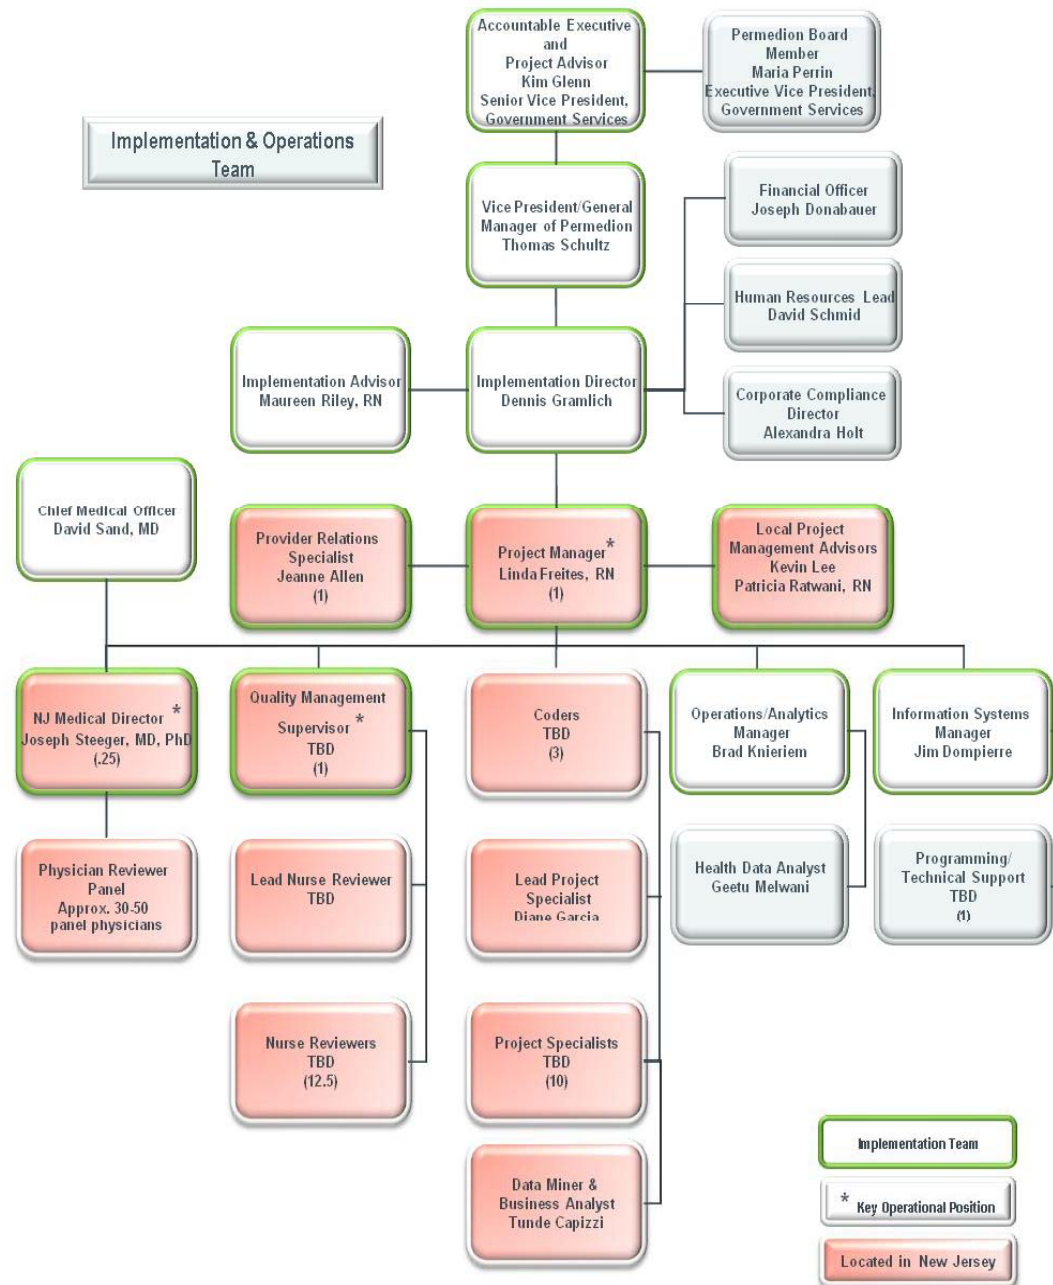 Accountable Executive
and
Project Advisor
Kim Glenn
Senior Vice President,
Government Services
Permedion Board
Member
Maria Perrin
Executive Vice President,
Government Services
Implementation & Operations
Team
Vice President/General
Manager of Permedion
Thomas Schultz
Financial Officer
Joseph Donabauer
Human Resources Lead
David Schmid
Implementation Advisor
Maureen Riley, RN
Implementation Director
Dennis Gramlich
Corporate Compliance
Director
Alexandra Holt
Chief Medical Officer
David Sand, MD
Provider Relations
Specialist
Jeanne Allen
(1)
Project Manager *
Linda Freites, RN
(1)
Local Project
Management Advisors
Kevin Lee
Patricia Ratwani, RN
NJ Medical Director *
Joseph Steeger, MD, PhD
(.25)
Quality Management
Supervisor *
TBD
(1)
Coders
TBD
(3)
Operations/Analytics
Manager
Brad Knieriem
Information Systems
Manager
Jim Dompierre
Physician Reviewer
Panel
Approx. 30-50
panel physicians
Lead Nurse Reviewer
TBD
Lead Project
Specialist
Diane Garcia
Health Data Analyst
Geetu Melwani
Programming/
Technical Support
TBD
(1)
Nurse Reviewers
TBD
(12.5)
Project Specialists
TBD
(10)
Data Miner &
Business Analyst
Tunde Capizzi
Implementation Team
* Key Operational Position
Located in New Jersey